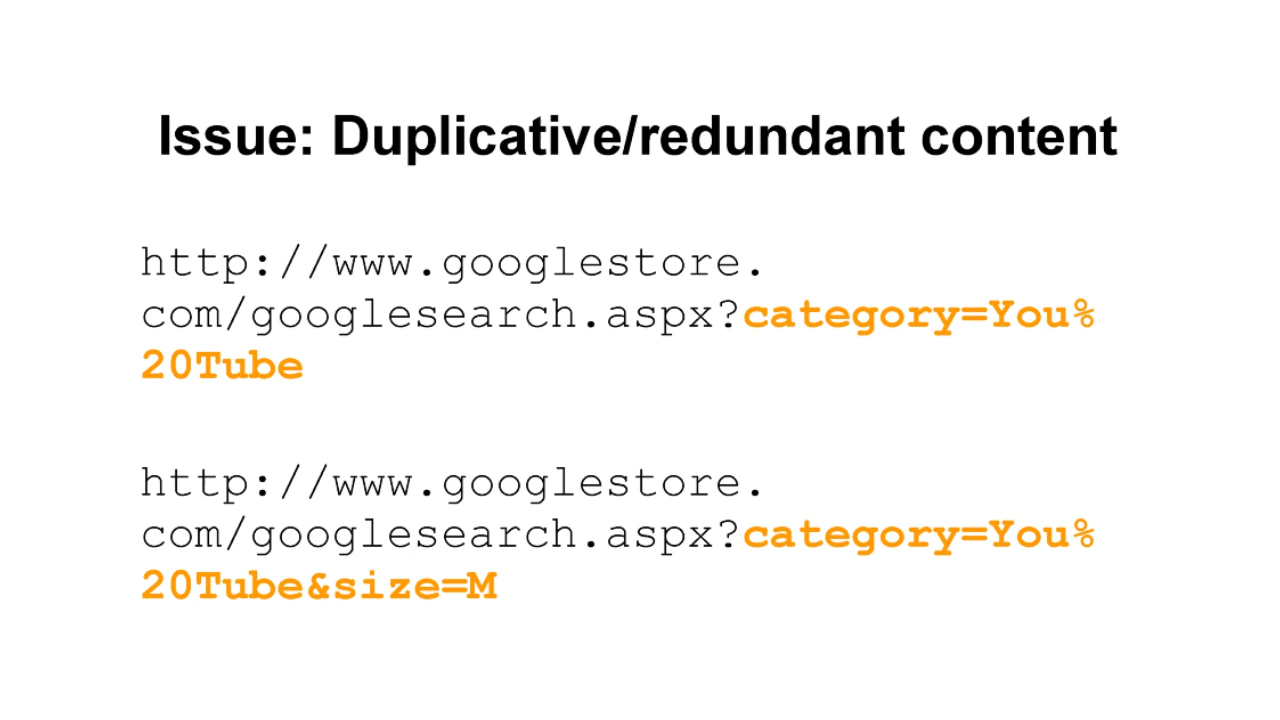 Issue: Duplicative/redundant content
http://www.googlestore.
com/googlesearch.aspx?category=You%
20Tube
http://www.googlestore.
com/googlesearch.aspx?category=You%
20Tube&size=M